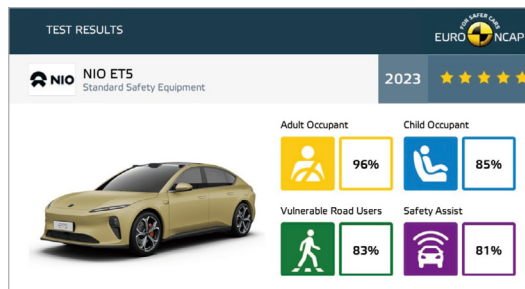 TEST RESULTS
FOR SAFER CARS
EURO NCAP
NIO
NIO ET5
Standard Safety Equipment
2023
Adult Occupant
Child Occupant
96%
85%
Vulnerable Road Users
Safety Assist
83%
81%
ET5